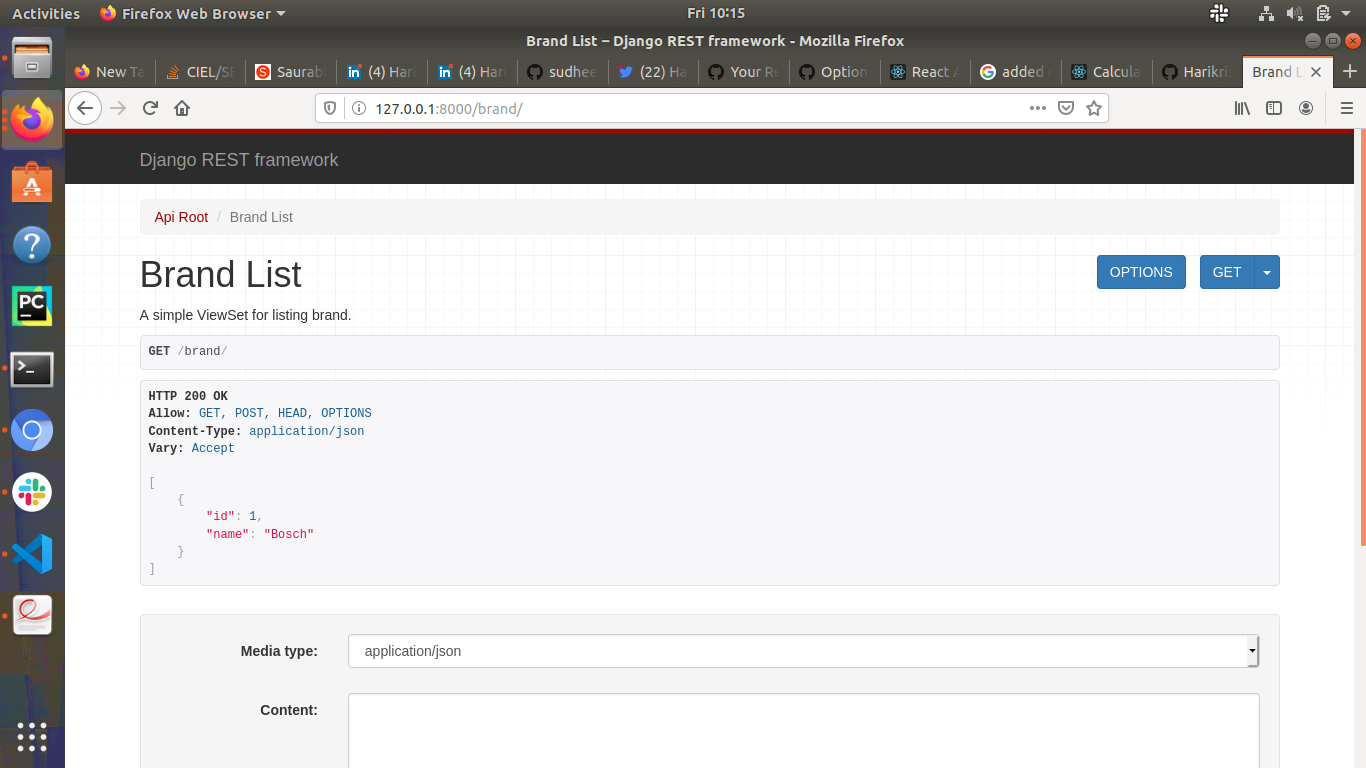 Activities Firefox Web Browser Fri 10:15
Brand List – Django REST framework - Mozilla Firefox
New Ta CIEL/SE Saurab (4) Hari (4) Hari sudhee (22) Ha Your Re Option React A added Calcula Harikris Brand L
127.0.0.1:8000/brand/
Django REST framework
Api Root / Brand List
Brand List OPTIONS GET
A simple ViewSet for listing brand.
GET /brand/
HTTP 200 OK
Allow: GET, POST, HEAD, OPTIONS
Content-Type: application/json
Vary: Accept
[
{
"id": 1,
"name": "Bosch"
}
]
Media type: application/json
Content: